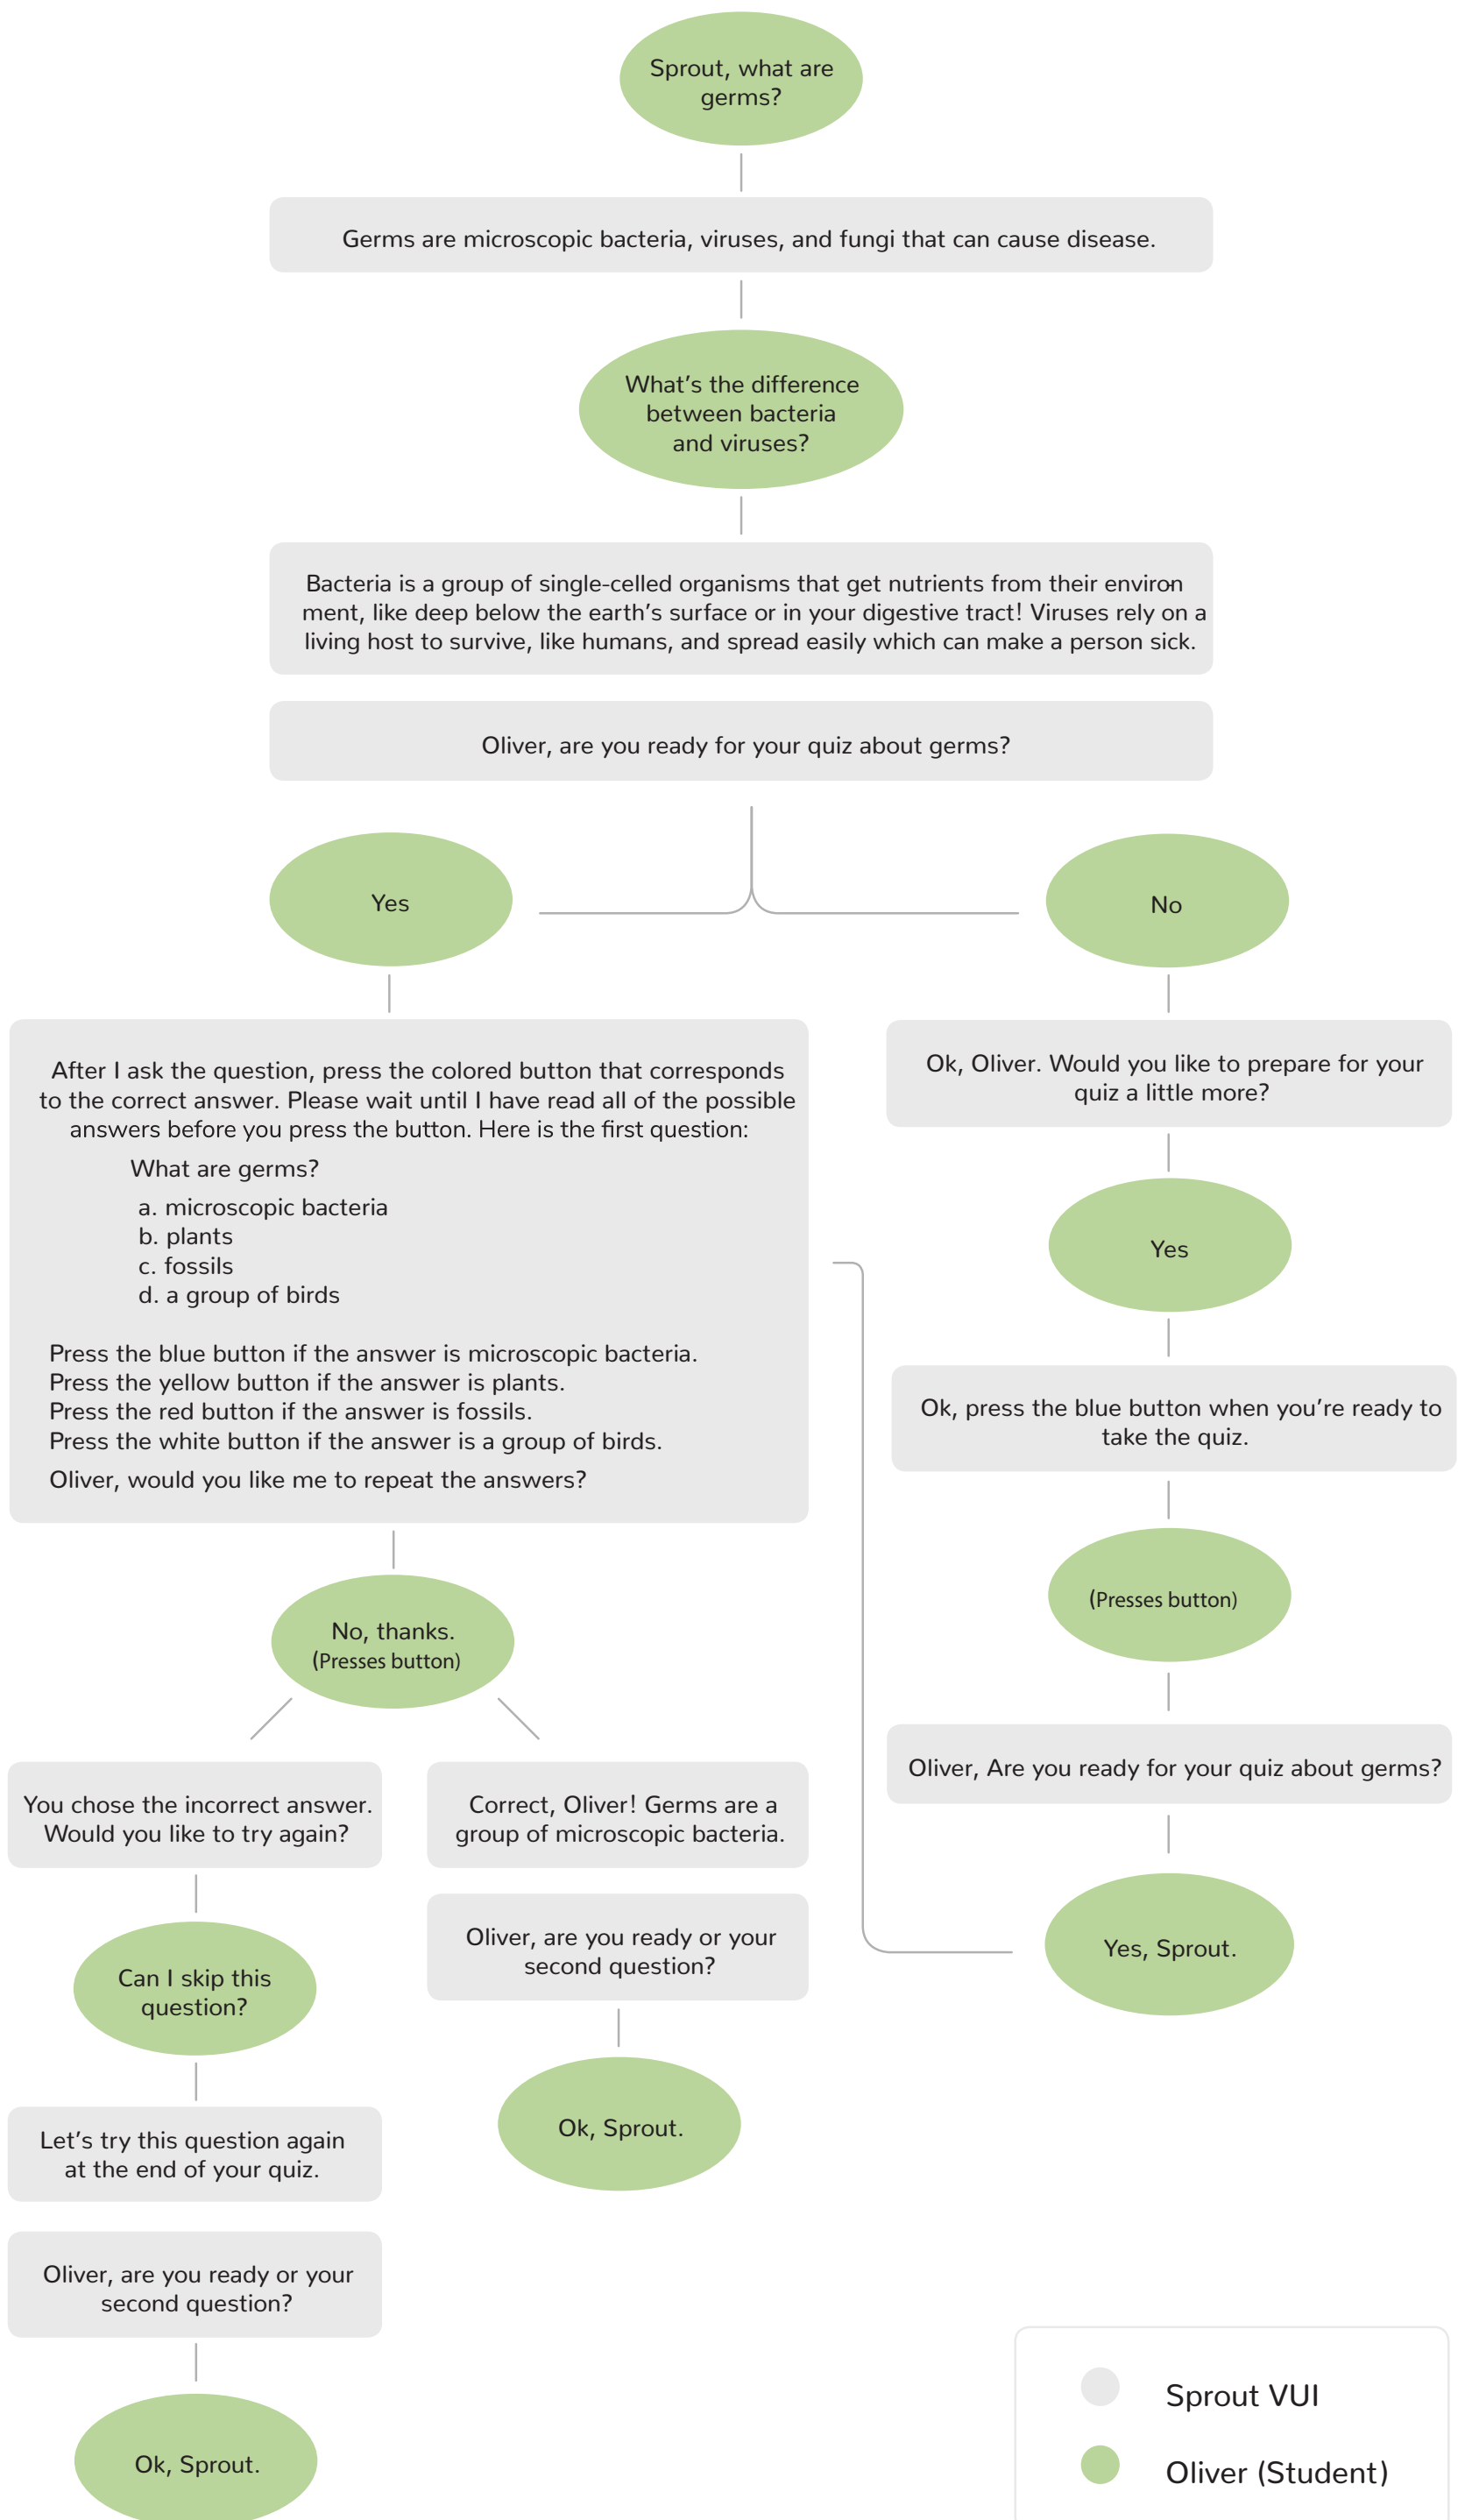 Sprout, what are
germs?
Germs are microscopic bacteria, viruses, and fungi that can cause disease.
What's the difference
between bacteria
and viruses?
Bacteria is a group of single-celled organisms that get nutrients from their environ-
ment, like deep below the earth's surface or in your digestive tract! Viruses rely on a
living host to survive, like humans, and spread easily which can make a person sick.
Oliver, are you ready for your quiz about germs?
Yes
After I ask the question, press the colored button that corresponds
to the correct answer. Please wait until I have read all of the possible
answers before you press the button. Here is the first question:
What are germs?
a. microscopic bacteria
b. plants
c. fossils
d. a group of birds
Press the blue button if the answer is microscopic bacteria.
Press the yellow button if the answer is plants.
Press the red button if the answer is fossils.
Press the white button if the answer is a group of birds.
Oliver, would you like me to repeat the answers?
No, thanks.
(Presses button)
You chose the incorrect answer.
Would you like to try again?
Can I skip this
question?
Let's try this question again
at the end of your quiz.
Oliver, are you ready or your
second question?
Ok, Sprout.
Correct, Oliver! Germs are a
group of microscopic bacteria.
Oliver, are you ready or your
second question?
Ok, Sprout.
No
Ok, Oliver. Would you like to prepare for your
quiz a little more?
Yes
Ok, press the blue button when you're ready to
take the quiz.
(Presses button)
Oliver, Are you ready for your quiz about germs?
Yes, Sprout.
Sprout VUI
Oliver (Student)